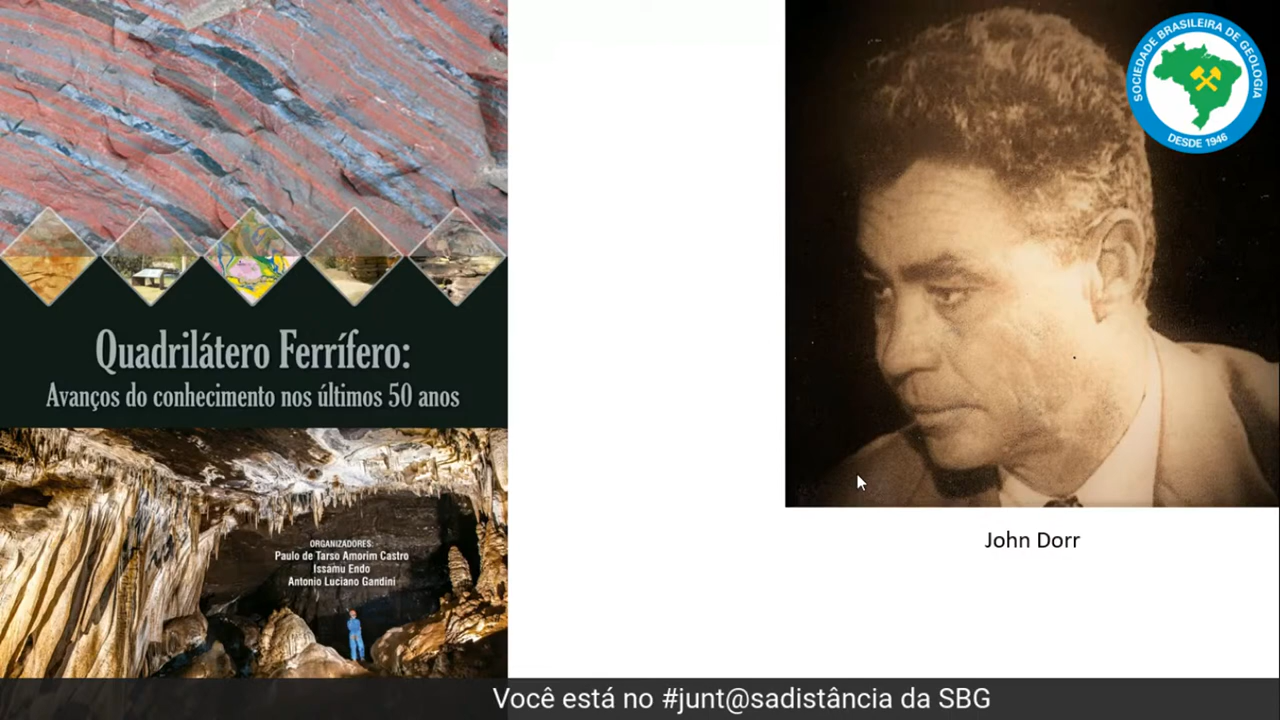 SOCIEDADE BRASILEIRA DE GEOLOGIA
DESDE 1946
Quadrilátero Ferrífero:
Avanços do conhecimento nos últimos 50 anos
ORGANIZADORES:
Paulo de Tarso Amorim Castro
Issamu Endo
Antonio Luciano Gandini
John Dorr
Você está no #junt@sadistância da SBG